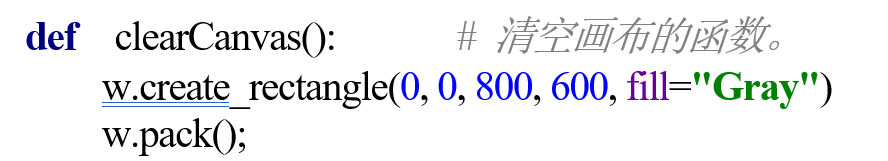 def clearCanvas(): # 清空画布的函数。
w.create_rectangle(0, 0, 800, 600, fill="Gray")
w.pack();